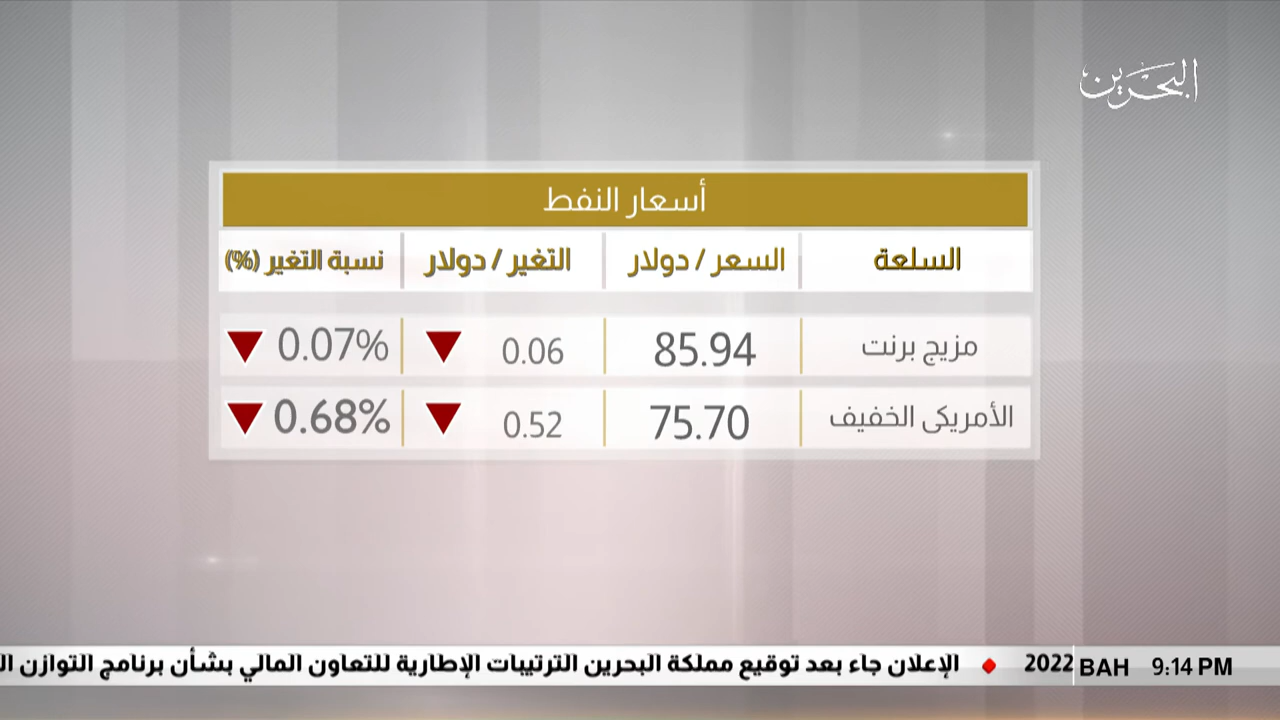 البحرين
أسعار النفط
السلعة السعر / دولار التغير / دولار نسبة التغير (%)
مزيج برنت 85.94 0.06 0.07%
الأمريكى الخفيف 75.70 0.52 0.68%
2022 الإعلان جاء بعد توقيع مملكة البحرين الترتيبات الإطارية للتعاون المالي بشأن برنامج التوازن
BAH 9:14 PM